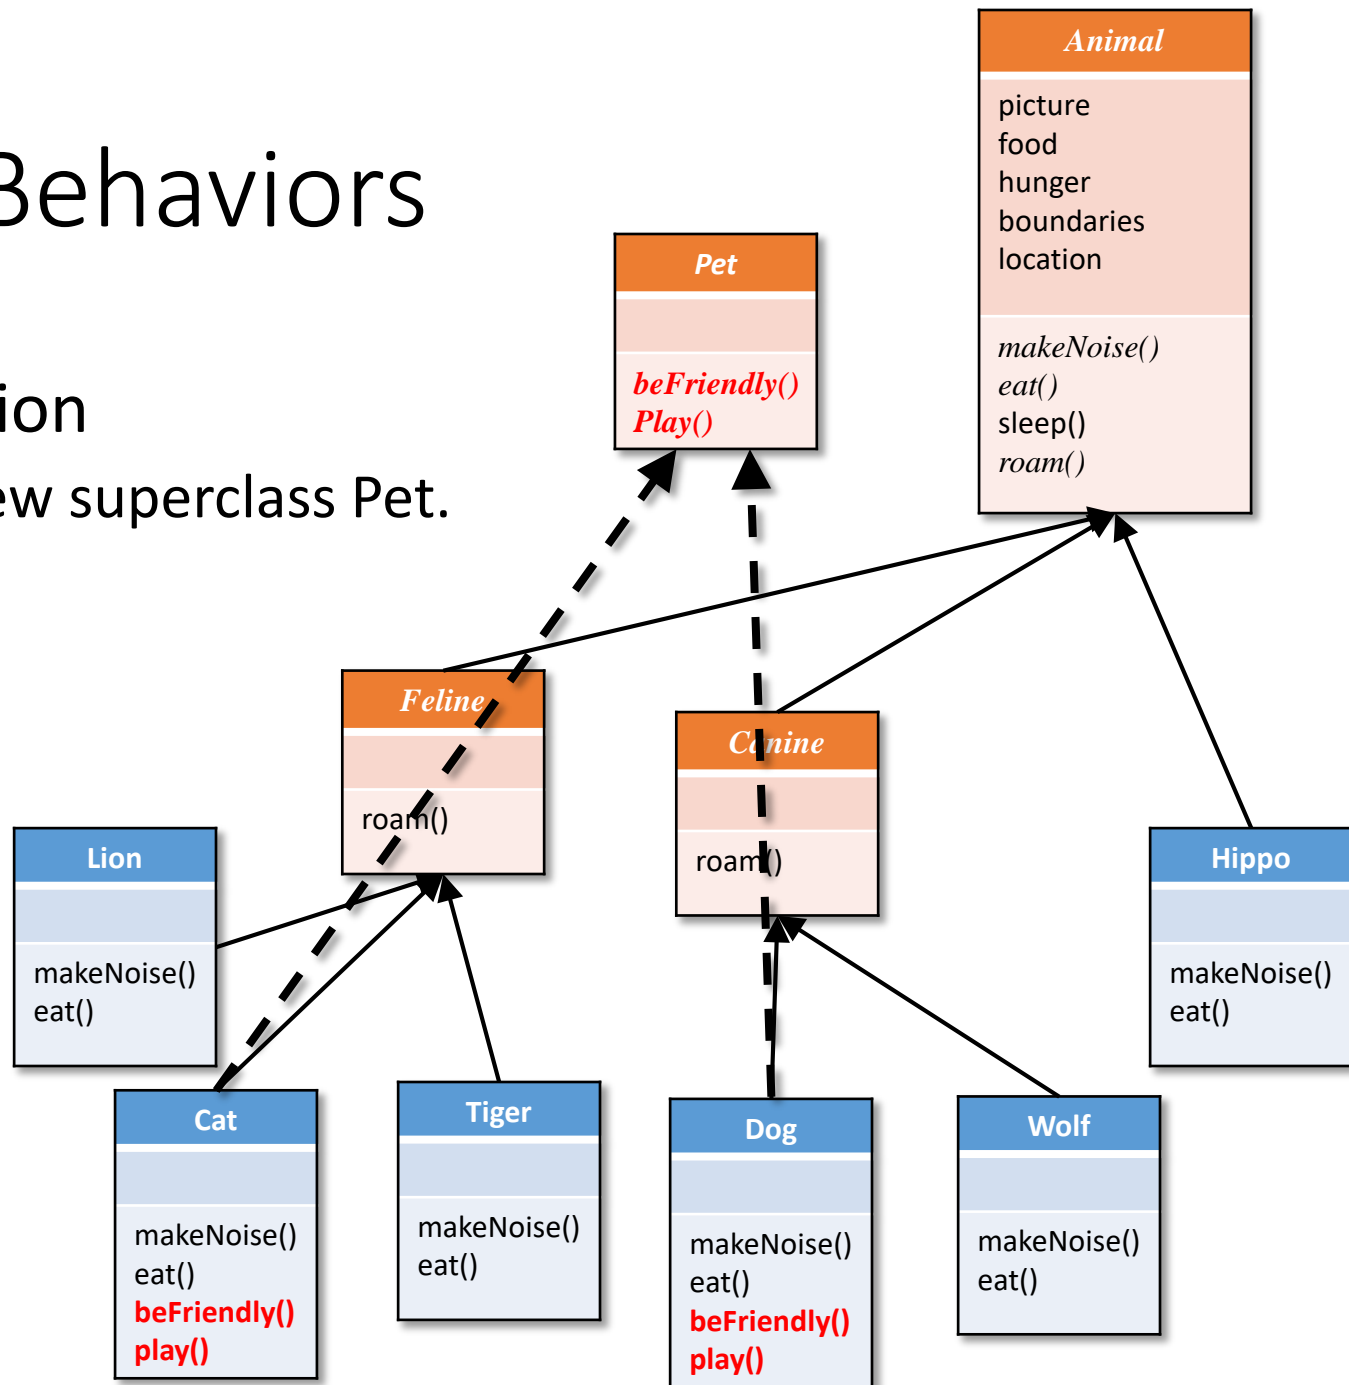 Behaviors
ew superclass Pet.
Animal
picture
food
hunger
boundaries
location
makeNoise()
eat()
sleep()
roam()
Pet
beFriendly()
Play()
Feline
roam()
Canine
roam()
Lion
makeNoise()
eat()
Hippo
makeNoise()
eat()
Cat
makeNoise()
eat()
beFriendly()
play()
Tiger
makeNoise()
eat()
Dog
makeNoise()
eat()
beFriendly()
play()
Wolf
makeNoise()
eat()